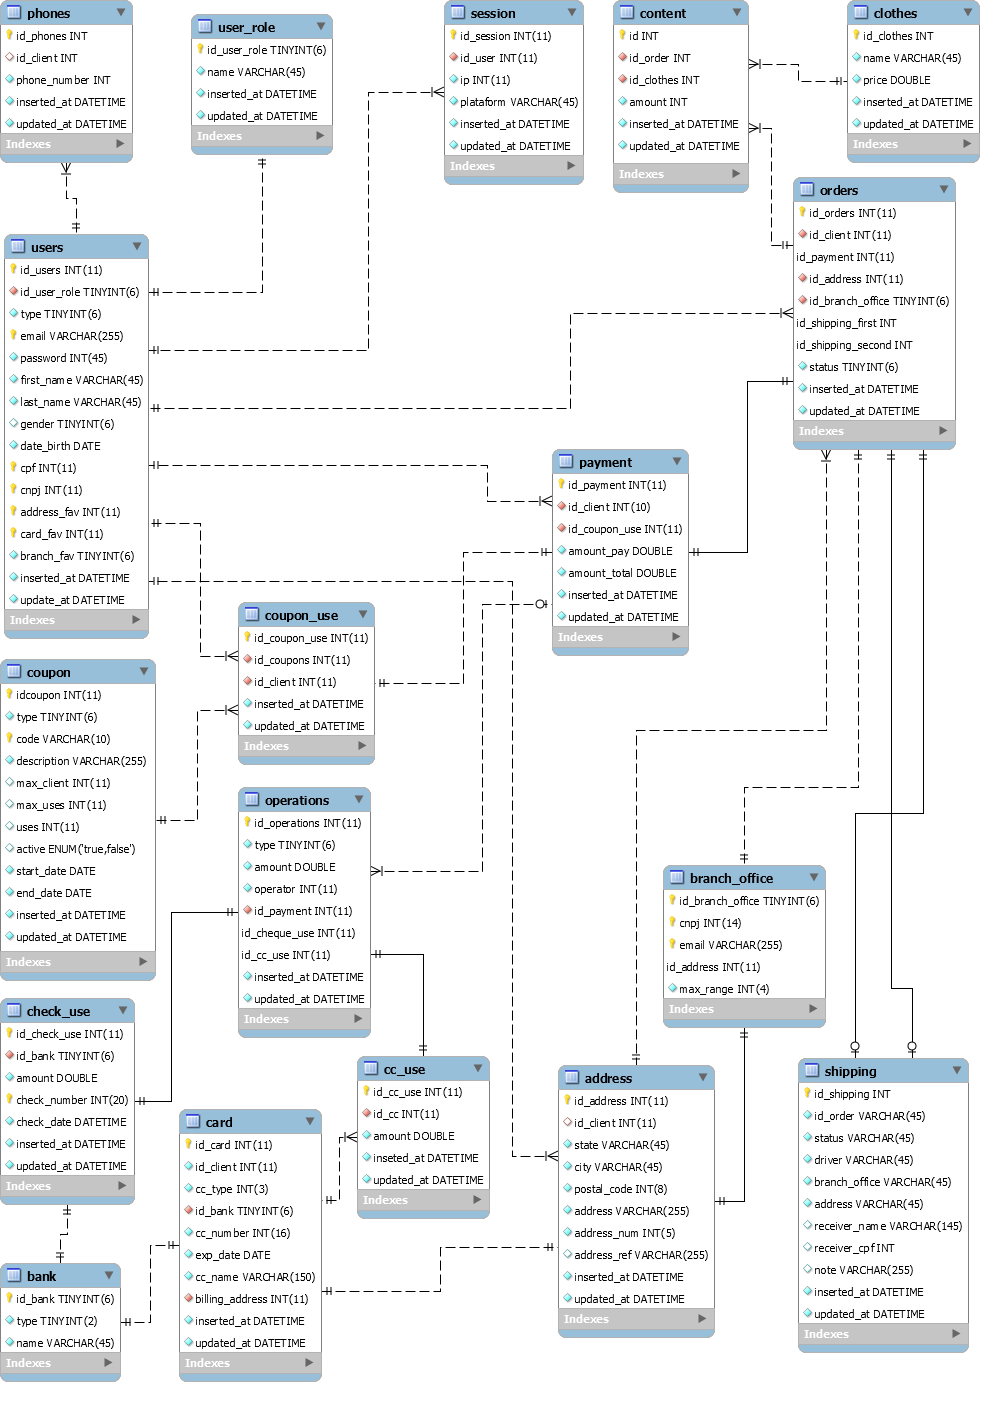 phones
id_phones INT
id_client INT
phone_number INT
inserted_at DATETIME
updated_at DATETIME
Indexes
user_role
id_user_role TINYINT(6)
name VARCHAR(45)
inserted_at DATETIME
updated_at DATETIME
Indexes
session
id_session INT(11)
id_user INT(11)
ip INT(11)
plataform VARCHAR(45)
inserted_at DATETIME
updated_at DATETIME
Indexes
content
id INT
id_order INT
id_clothes INT
amount INT
inserted_at DATETIME
updated_at DATETIME
Indexes
clothes
id_clothes INT
name VARCHAR(45)
price DOUBLE
inserted_at DATETIME
updated_at DATETIME
Indexes
users
id_users INT(11)
id_user_role TINYINT(6)
type TINYINT(6)
email VARCHAR(255)
password INT(45)
first_name VARCHAR(45)
last_name VARCHAR(45)
gender TINYINT(6)
date_birth DATE
cpf INT(11)
cnpj INT(11)
address_fav INT(11)
card_fav INT(11)
branch_fav TINYINT(6)
inserted_at DATETIME
update_at DATETIME
Indexes
orders
id_orders INT(11)
id_client INT(11)
id_payment INT(11)
id_address INT(11)
id_branch_office TINYINT(6)
id_shipping_first INT
id_shipping_second INT
status TINYINT(6)
inserted_at DATETIME
updated_at DATETIME
Indexes
payment
id_payment INT(11)
id_client INT(10)
id_coupon_use INT(11)
amount_pay DOUBLE
amount_total DOUBLE
inserted_at DATETIME
updated_at DATETIME
Indexes
coupon_use
id_coupon_use INT(11)
id_coupons INT(11)
id_client INT(11)
inserted_at DATETIME
updated_at DATETIME
Indexes
coupon
idcoupon INT(11)
type TINYINT(6)
code VARCHAR(10)
description VARCHAR(255)
max_client INT(11)
max_uses INT(11)
uses INT(11)
active ENUM('true,false')
start_date DATE
end_date DATE
inserted_at DATETIME
updated_at DATETIME
Indexes
operations
id_operations INT(11)
type TINYINT(6)
amount DOUBLE
operator INT(11)
id_payment INT(11)
id_cheque_use INT(11)
id_cc_use INT(11)
inserted_at DATETIME
updated_at DATETIME
Indexes
branch_office
id_branch_office TINYINT(6)
cnpj INT(14)
email VARCHAR(255)
id_address INT(11)
max_range INT(4)
Indexes
check_use
id_check_use INT(11)
id_bank TINYINT(6)
amount DOUBLE
check_number INT(20)
check_date DATETIME
inserted_at DATETIME
updated_at DATETIME
Indexes
cc_use
id_cc_use INT(11)
id_cc INT(11)
amount DOUBLE
inseted_at DATETIME
updated_at DATETIME
Indexes
address
id_address INT(11)
id_client INT(11)
state VARCHAR(45)
city VARCHAR(45)
postal_code INT(8)
address VARCHAR(255)
address_num INT(5)
address_ref VARCHAR(255)
inserted_at DATETIME
updated_at DATETIME
Indexes
shipping
id_shipping INT
id_order VARCHAR(45)
status VARCHAR(45)
driver VARCHAR(45)
branch_office VARCHAR(45)
address VARCHAR(45)
receiver_name VARCHAR(145)
receiver_cpf INT
note VARCHAR(255)
inserted_at DATETIME
updated_at DATETIME
Indexes
card
id_card INT(11)
id_client INT(11)
cc_type INT(3)
id_bank TINYINT(6)
cc_number INT(16)
exp_date DATE
cc_name VARCHAR(150)
billing_address INT(11)
inserted_at DATETIME
updated_at DATETIME
Indexes
bank
id_bank TINYINT(6)
type TINYINT(2)
name VARCHAR(45)
Indexes